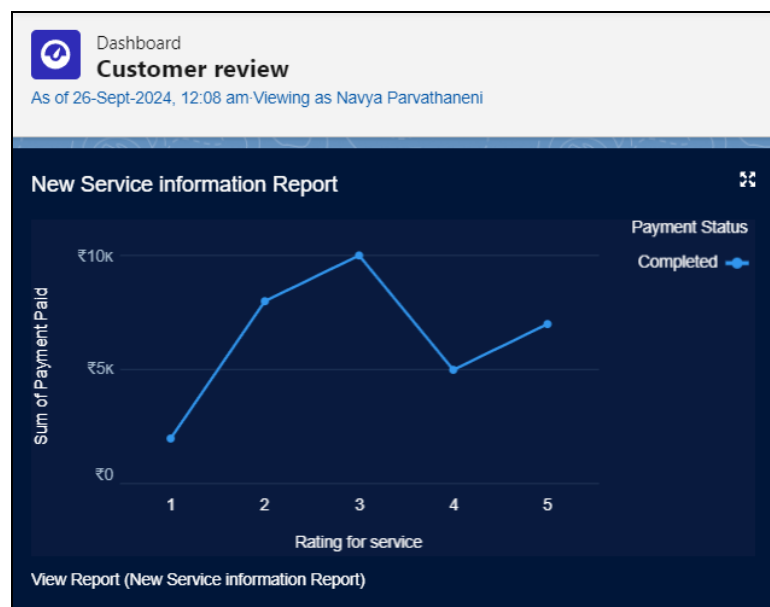 Dashboard
Customer review
As of 26-Sept-2024, 12:08 am·Viewing as Navya Parvathaneni
New Service information Report
Payment Status
Completed
₹10K
₹5K
₹0
Sum of Payment Paid
1 2 3 4 5
Rating for service
View Report (New Service information Report)